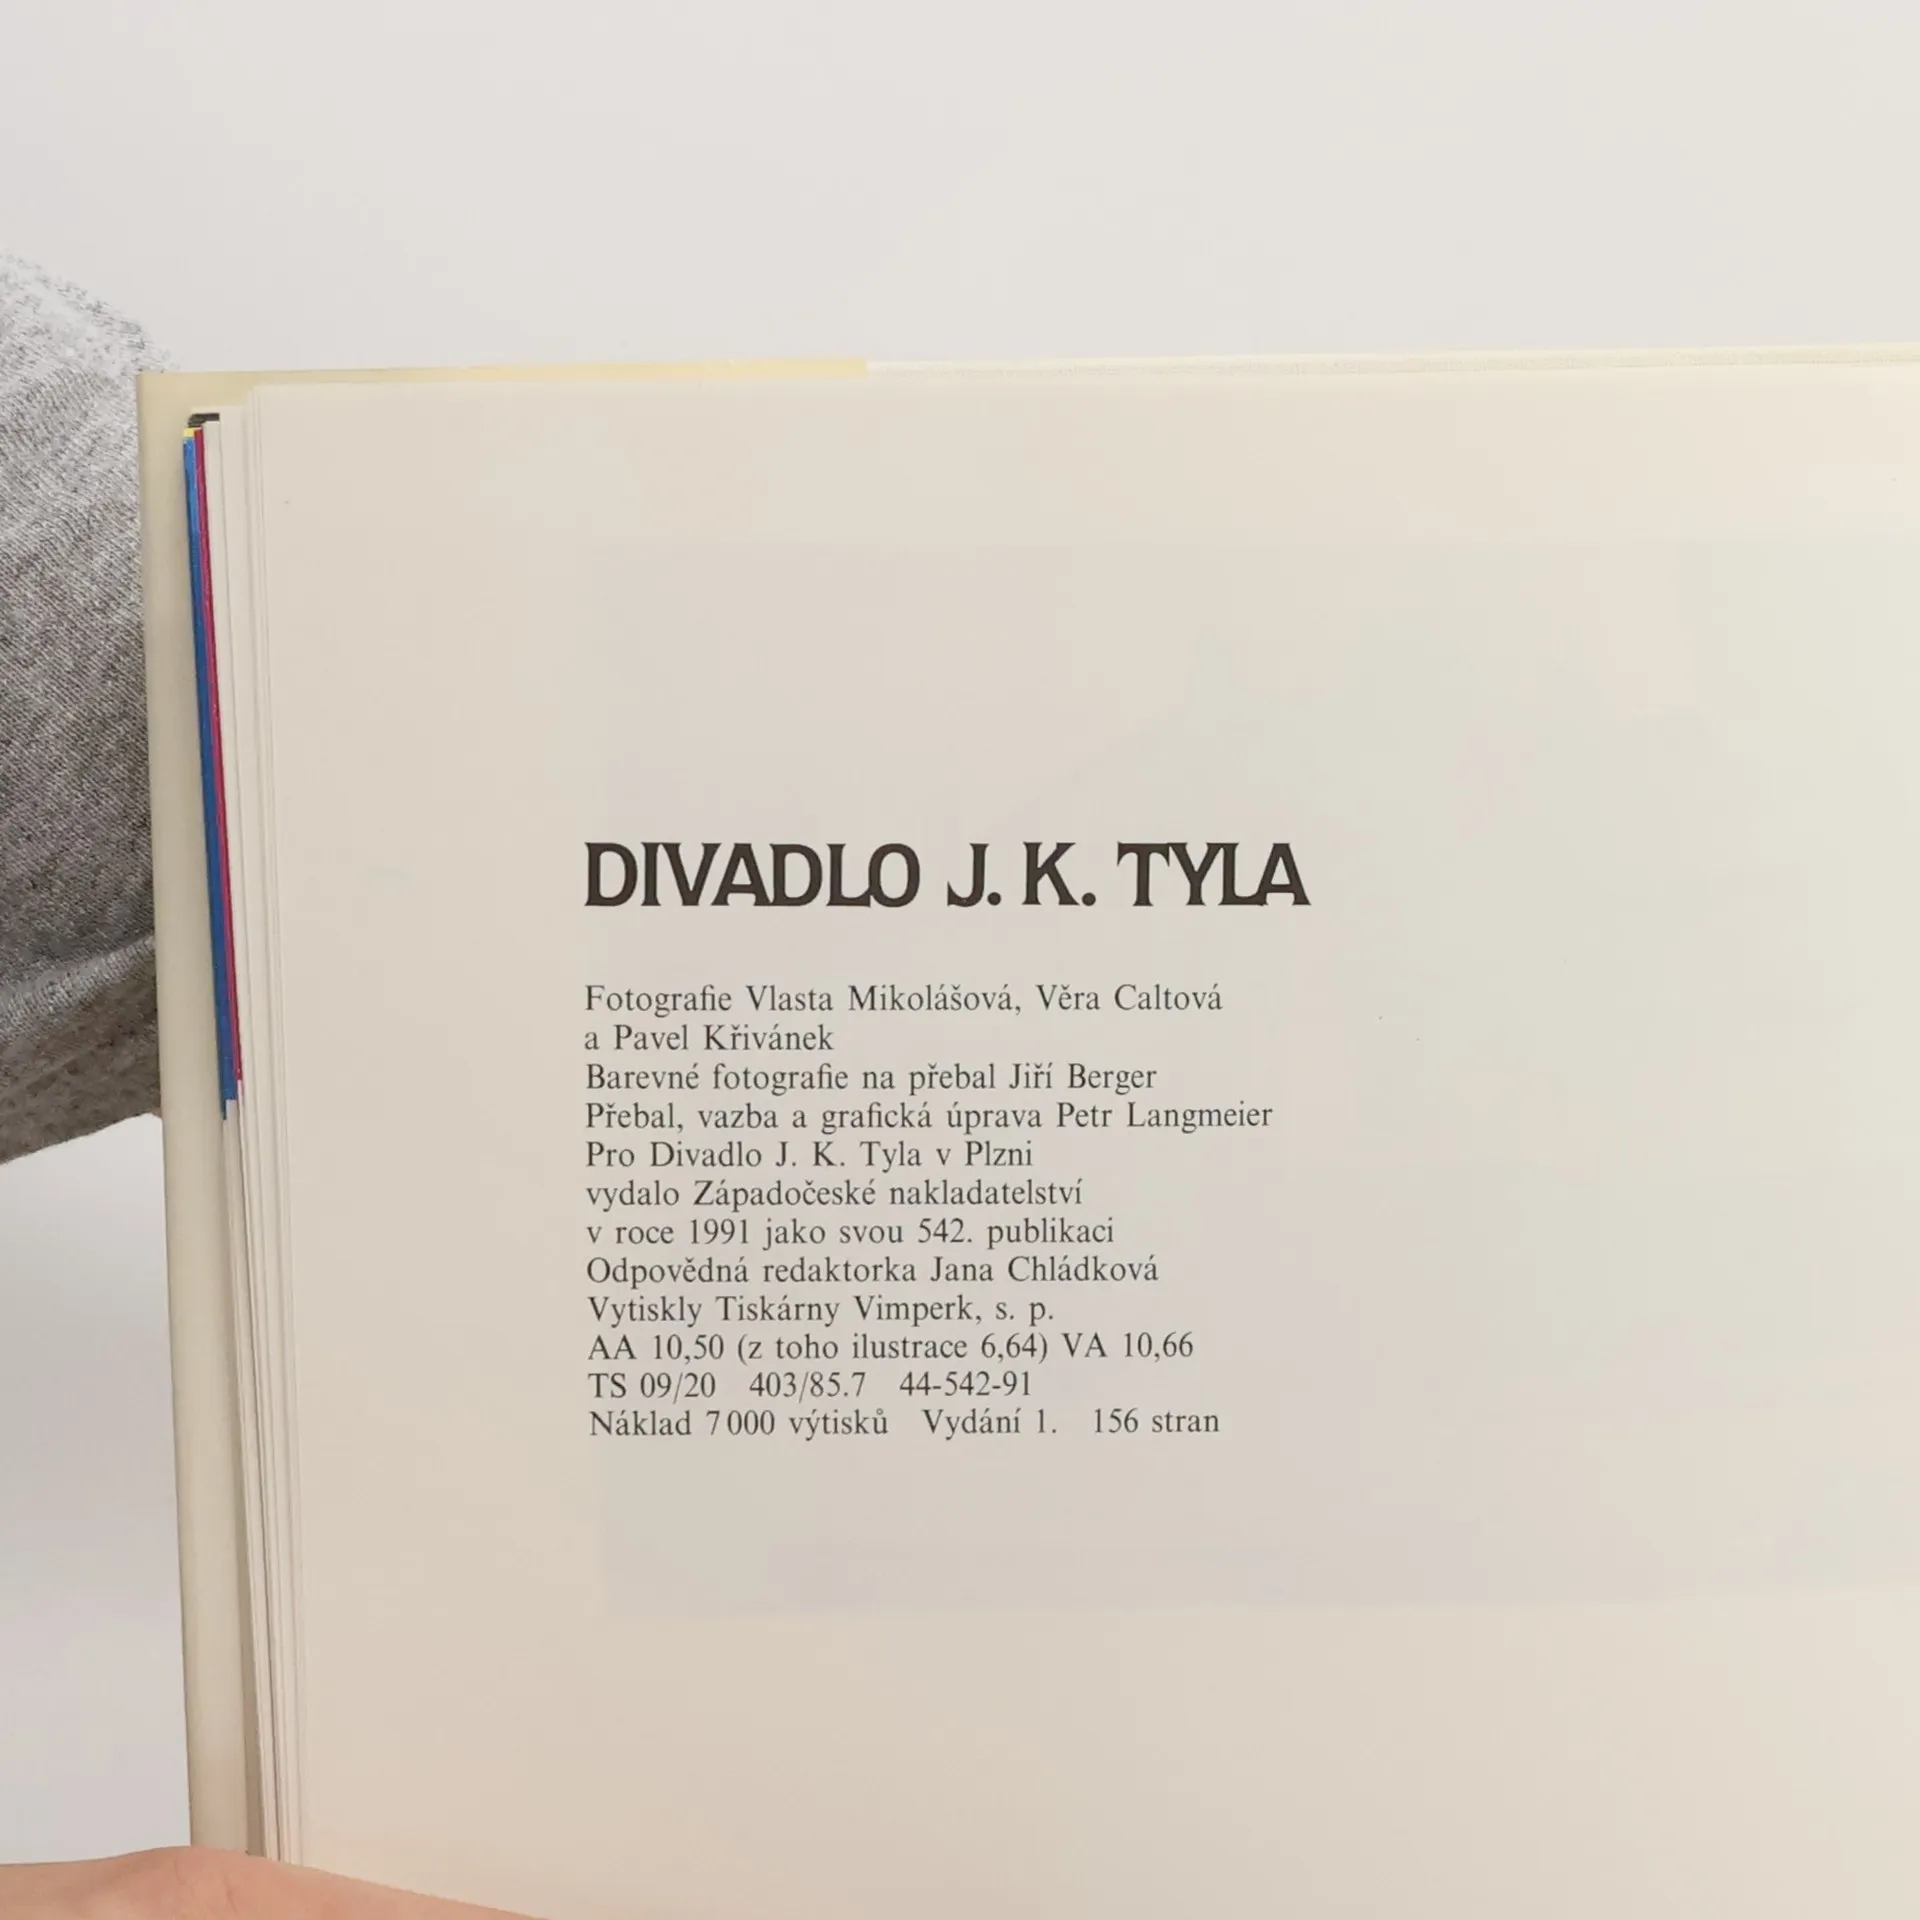 DIVADLO J. K. TYLA
Fotografie Vlasta Mikolášová, Věra Caltová
a Pavel Křivánek
Barevné fotografie na přebal Jiří Berger
Přebal, vazba a grafická úprava Petr Langmeier
Pro Divadlo J. K. Tyla v Plzni
vydalo Západočeské nakladatelství
v roce 1991 jako svou 542. publikaci
Odpovědná redaktorka Jana Chládková
Vytiskly Tiskárny Vimperk, s. p.
AA 10,50 (z toho ilustrace 6,64) VA 10,66
TS 09/20 403/85.7 44-542-91
Náklad 7 000 výtisků Vydání 1. 156 stran